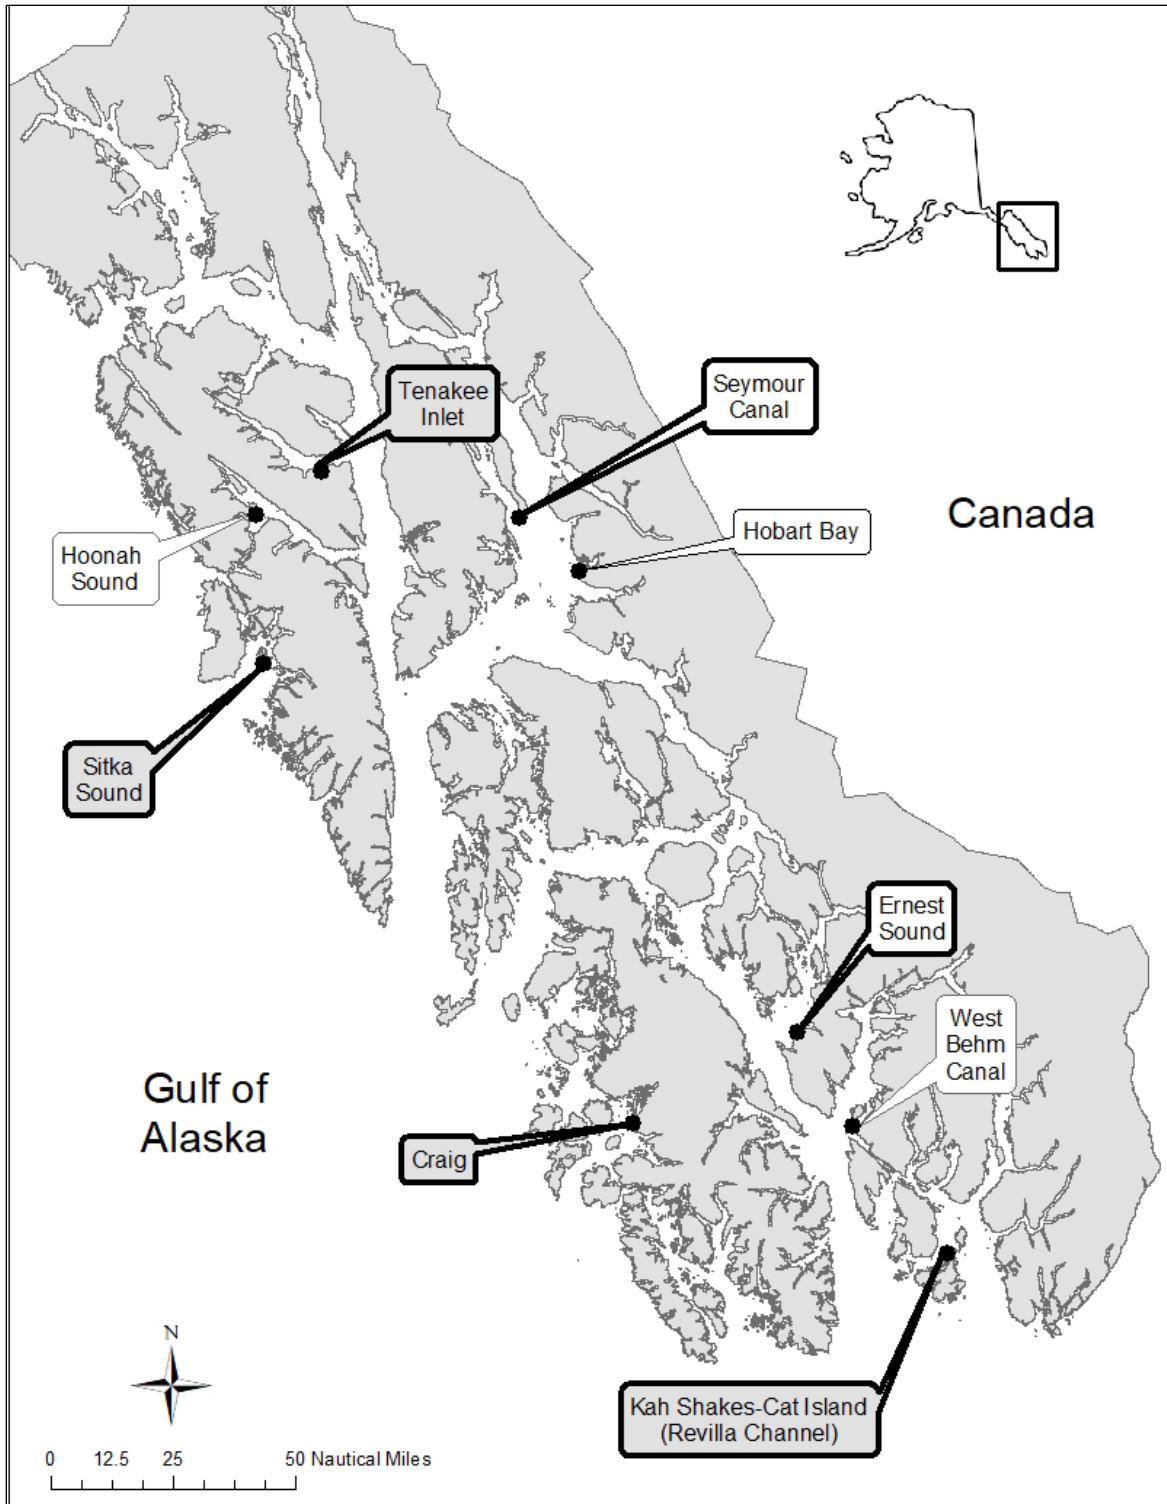 Tenakee
Inlet
Seymour
Canal
Canada
Hoonah
Sound
Hobart Bay
Sitka
Sound
Ernest
Sound
West
Behm
Canal
Gulf of
Alaska
Craig
N
Kah Shakes-Cat Island
(Revilla Channel)
0 12.5 25 50 Nautical Miles